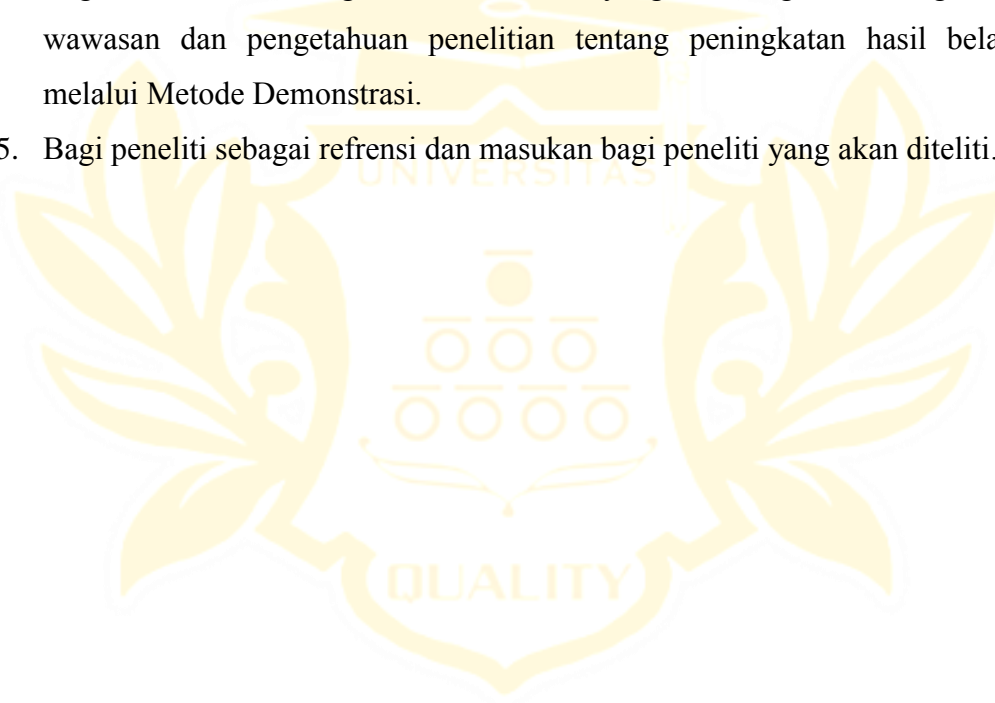 wawasan dan pengetahuan penelitian tentang peningkatan hasil
melalui Metode Demonstrasi.
5. Bagi peneliti sebagai refrensi dan masukan bagi peneliti yang akan diteliti.
UNIVERSITAS
QUALITY